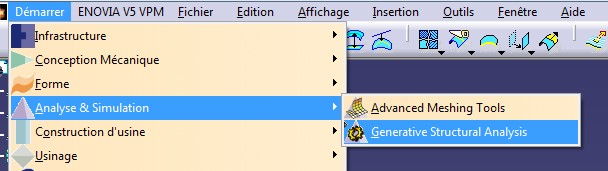 Démarrer ENOVIA V5 VPM Fichier Edition Affichage Insertion Outils Fenêtre Aide
Infrastructure
Conception Mécanique
Forme
Analyse & Simulation
Advanced Meshing Tools
Generative Structural Analysis
Construction d'usine
Usinage